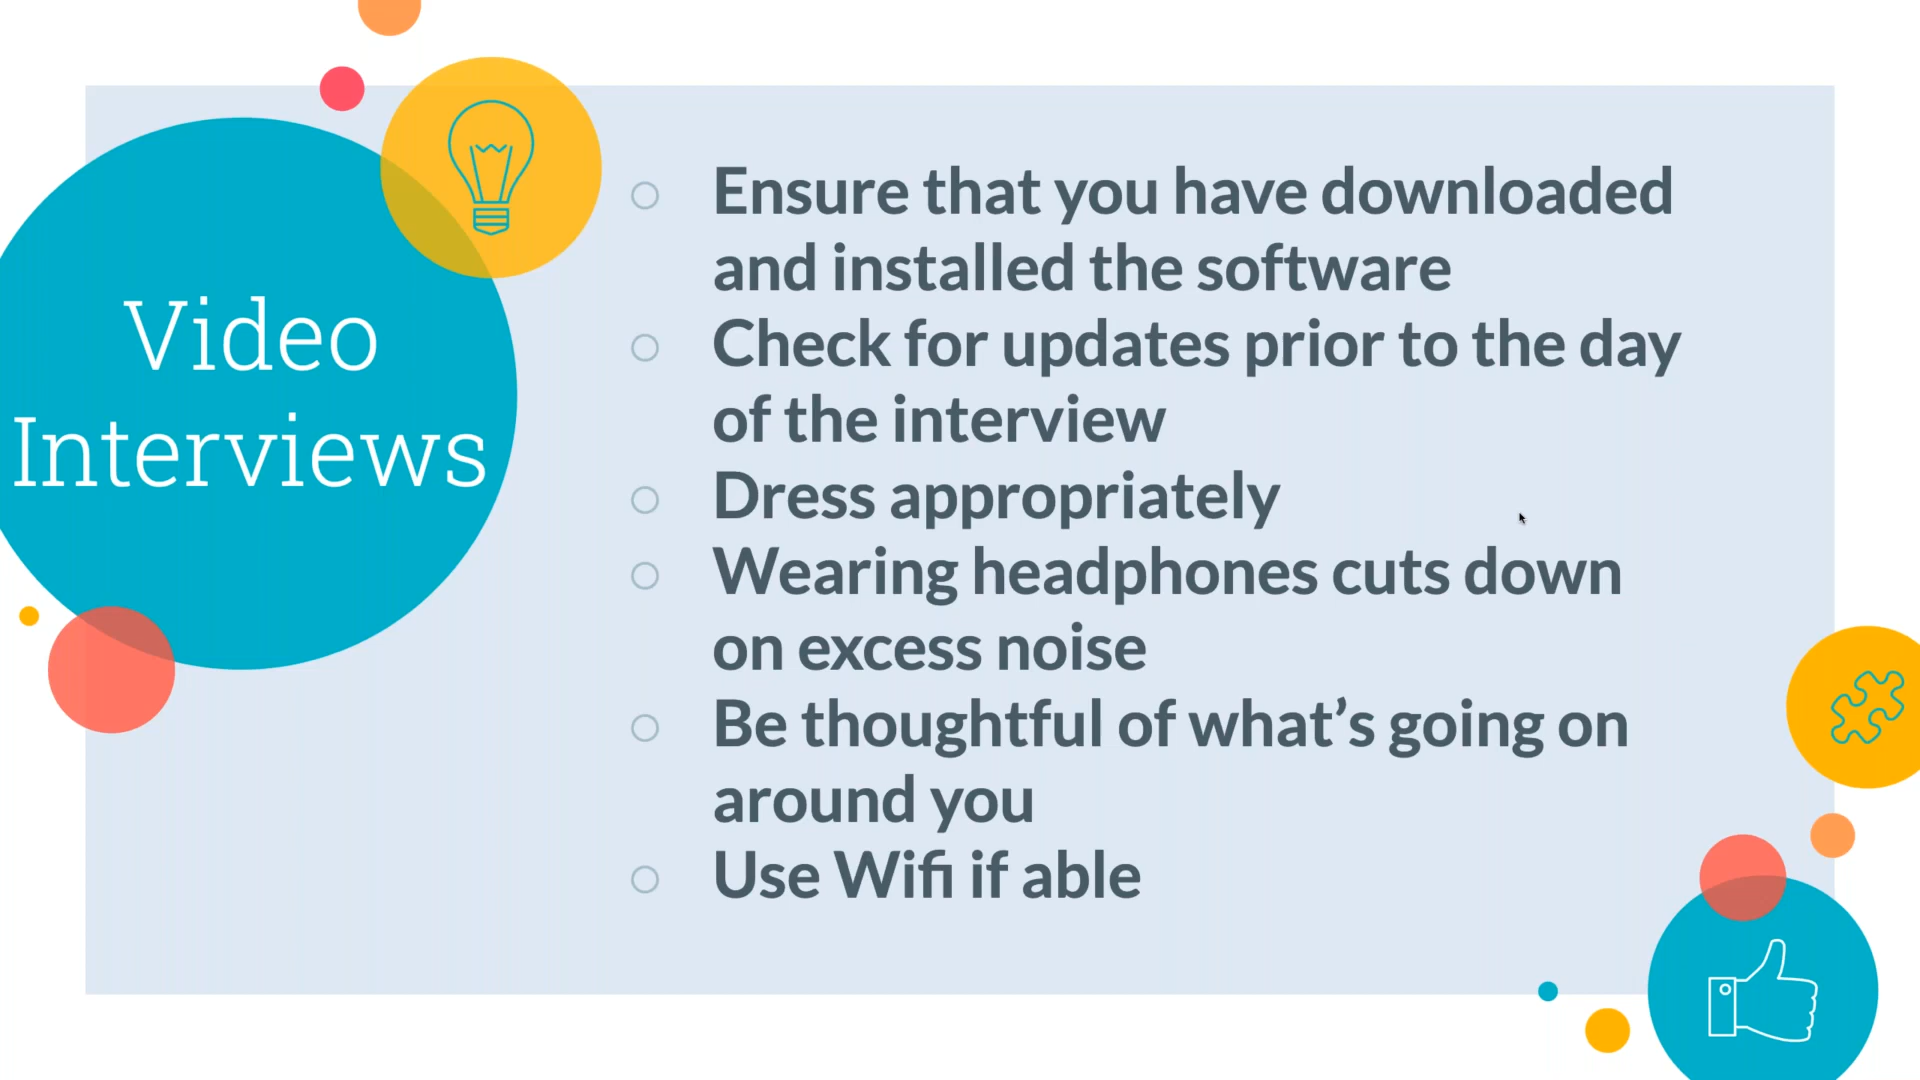 Video
Interviews
Ensure that you have downloaded
and installed the software
Check for updates prior to the day
of the interview
Dress appropriately
Wearing headphones cuts down
on excess noise
Be thoughtful of what’s going on
around you
Use Wifi if able